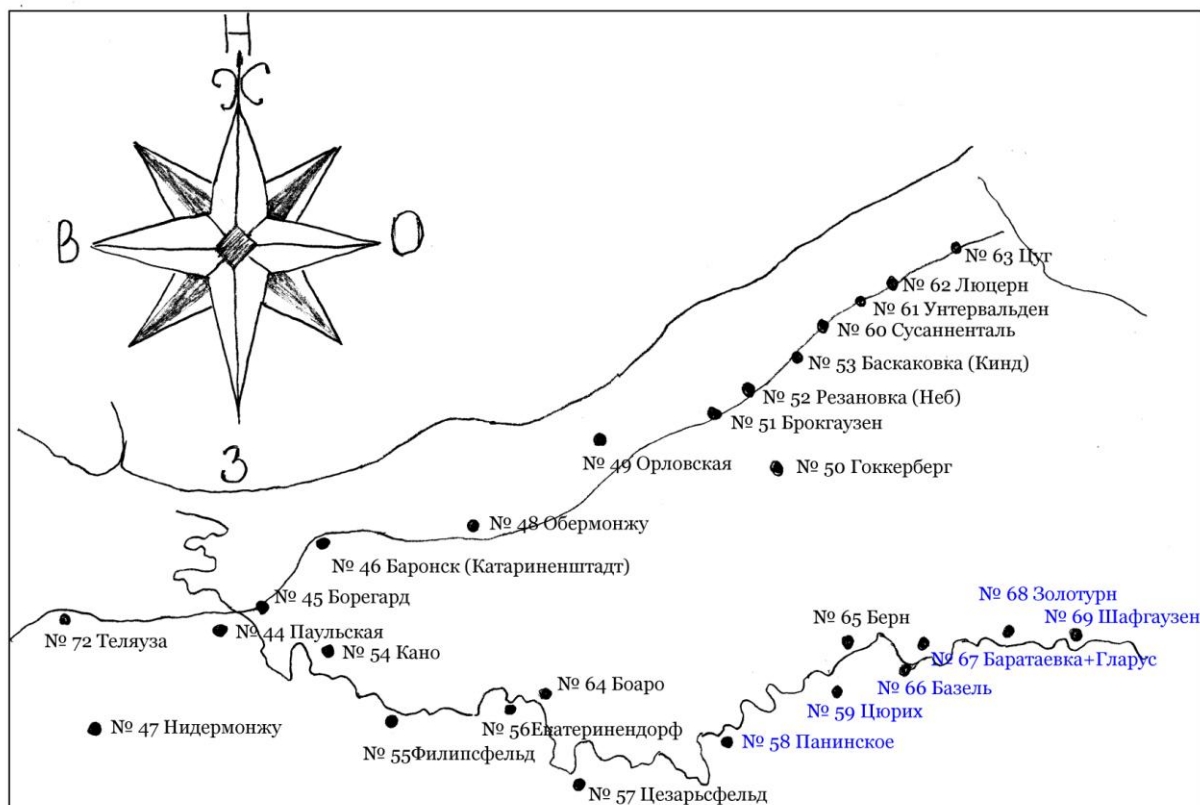 Н
Ж
В
О
З
№ 63 Цуг
№ 62 Люцерн
№ 61 Унтервальден
№ 60 Сусанненталь
№ 53 Баскаковка (Кинд)
№ 52 Резановка (Неб)
№ 51 Брокгаузен
№ 49 Орловская
№ 50 Гоккерберг
№ 48 Обермонжу
№ 46 Баронск (Катариненштадт)
№ 45 Борегард
№ 72 Теляуза
№ 44 Паульская
№ 54 Кано
№ 47 Нидермонжу
№ 64 Боаро
№ 56Екатеринендорф
№ 55Филипсфельд
№ 57 Цезарьсфельд
№ 65 Берн
№ 68 Золотурн
№ 69 Шафгаузен
№ 67 Баратаевка+Гларус
№ 66 Базель
№ 59 Цюрих
№ 58 Панинское